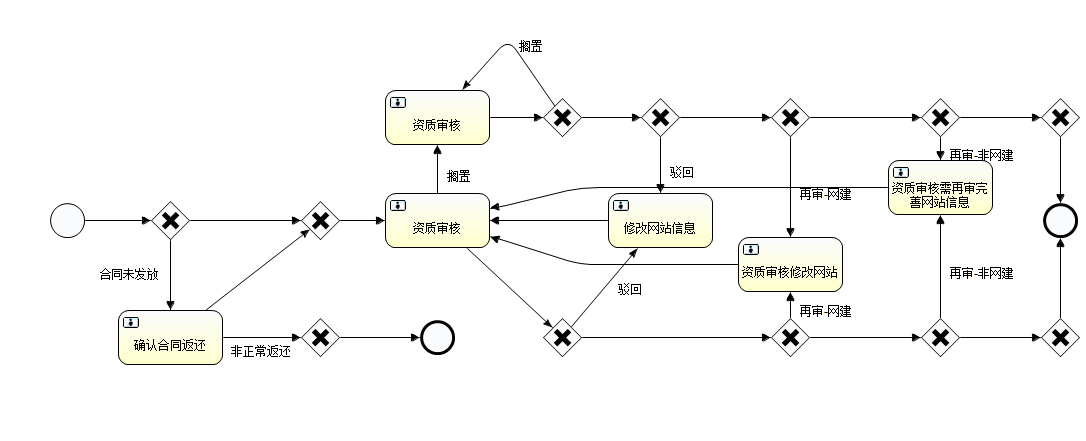 搁置
资质审核
搁置
驳回
再审-网建
再审-非网建
资质审核需再审完
善网站信息
资质审核
修改网站信息
合同未发放
资质审核修改网站
再审-非网建
驳回
再审-网建
确认合同返还
非正常返还